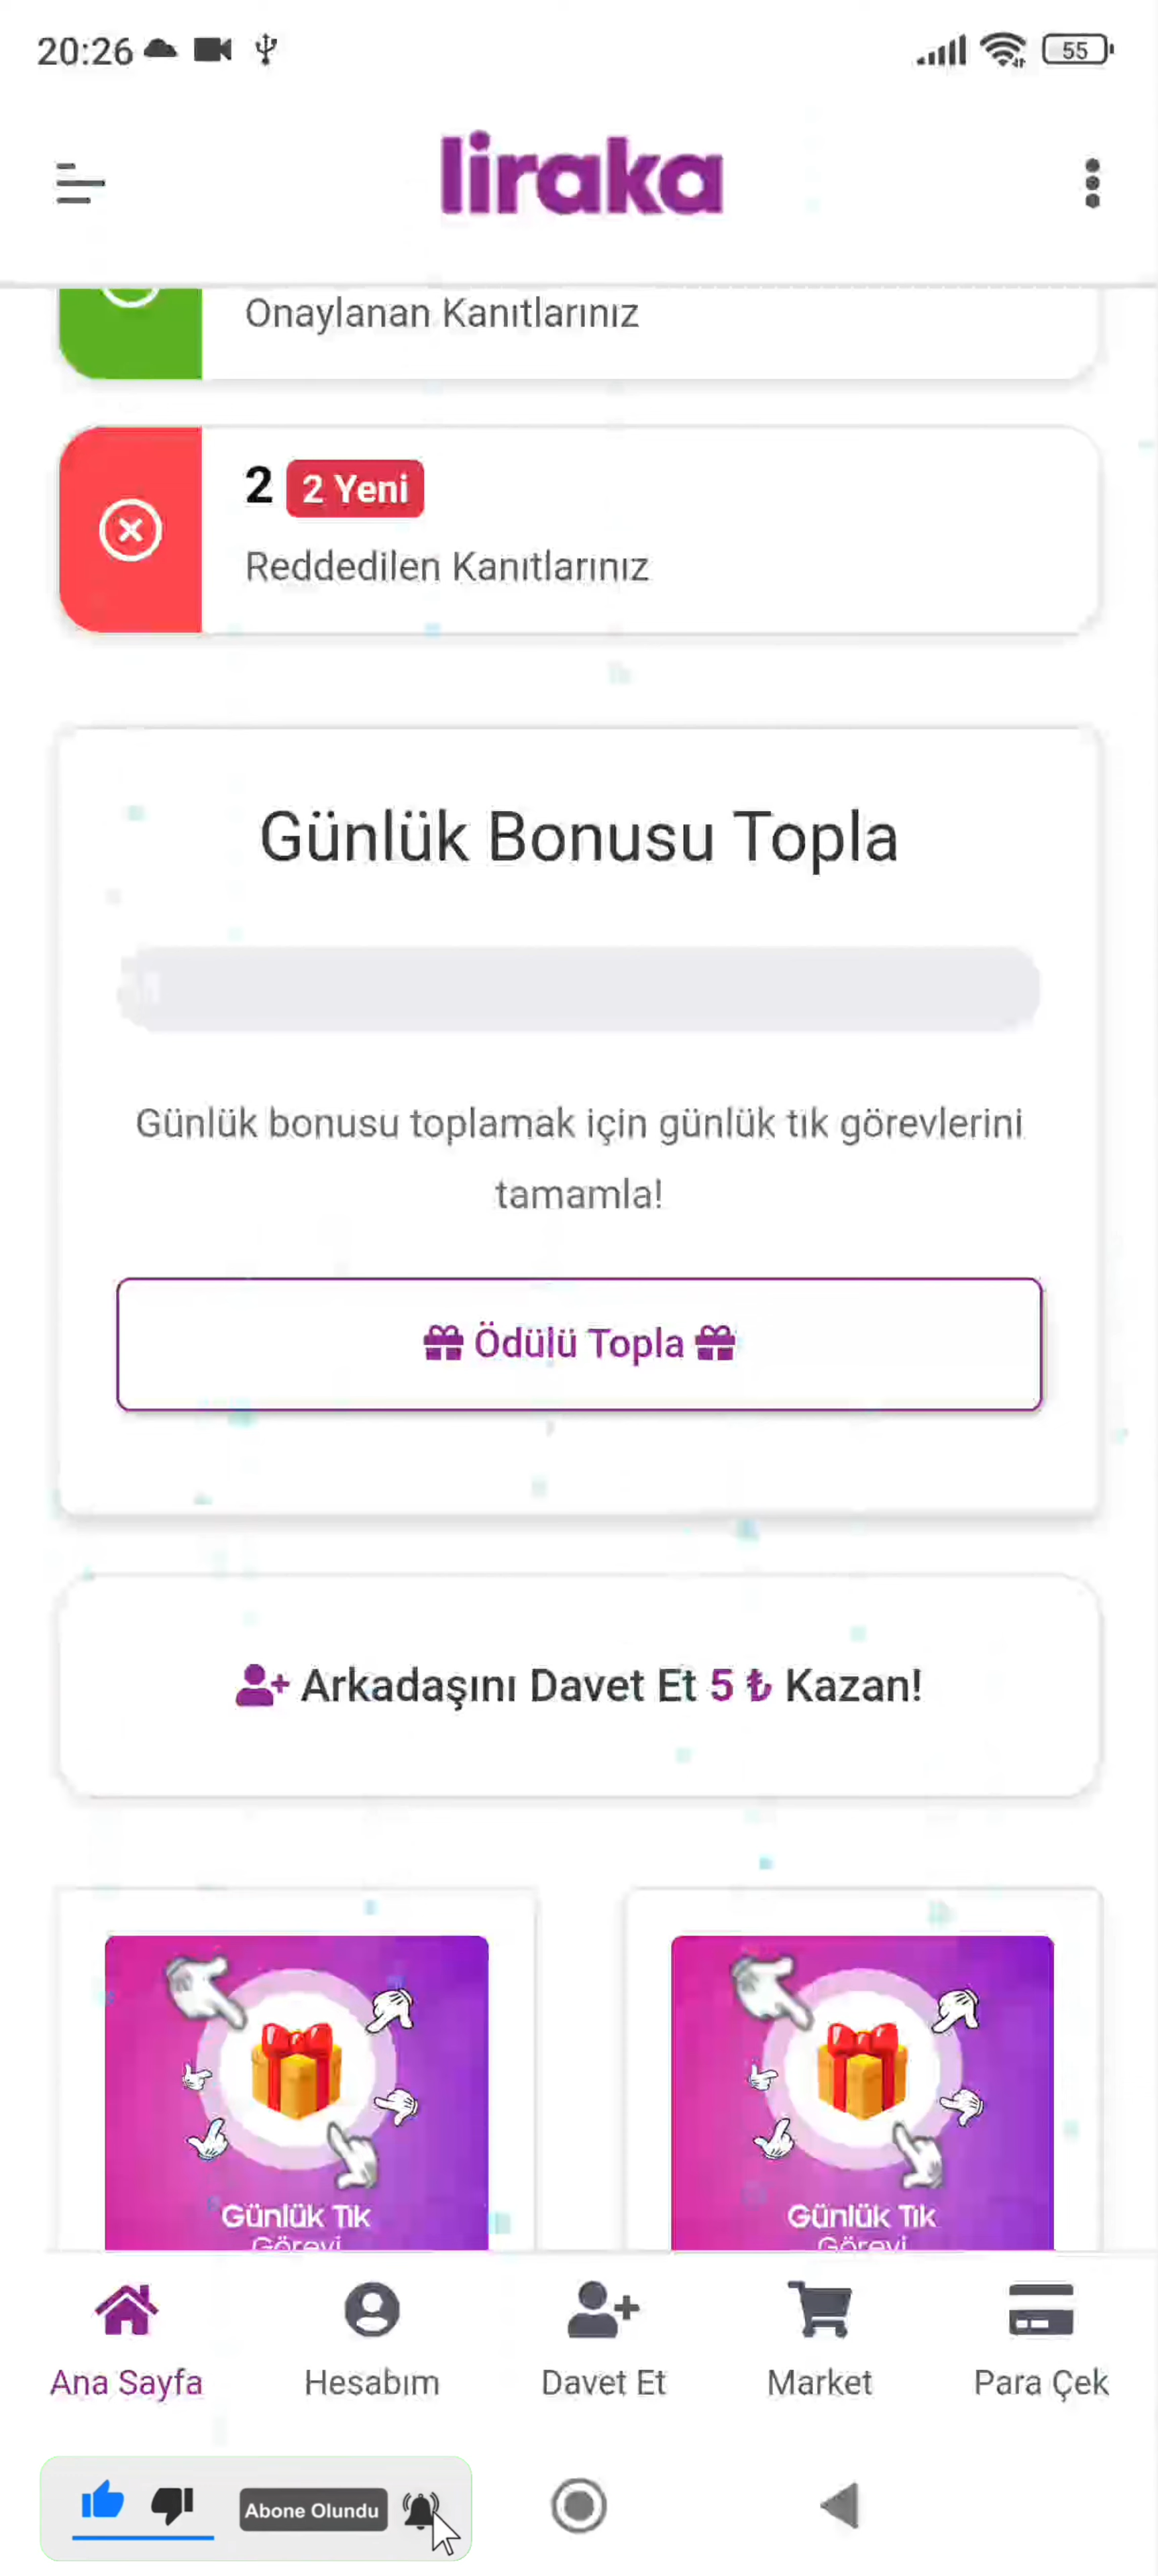 20:26
55
liraka
Onaylanan Kanıtlarınız
2 2 Yeni
Reddedilen Kanıtlarınız
Günlük Bonusu Topla
Günlük bonusu toplamak için günlük tık görevlerini
tamamla!
Ödülü Topla
Arkadaşını Davet Et 5 ₺ Kazan!
Günlük Tık
Görevi
Günlük Tık
Görevi
Ana Sayfa
Hesabım
Davet Et
Market
Para Çek
Abone Olundu